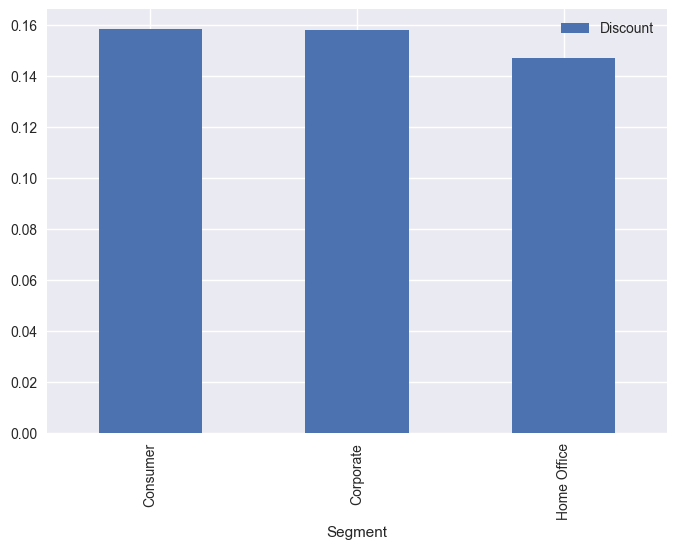 0.16
0.14
0.12
0.10
0.08
0.06
0.04
0.02
0.00
Discount
Consumer
Corporate
Home Office
Segment